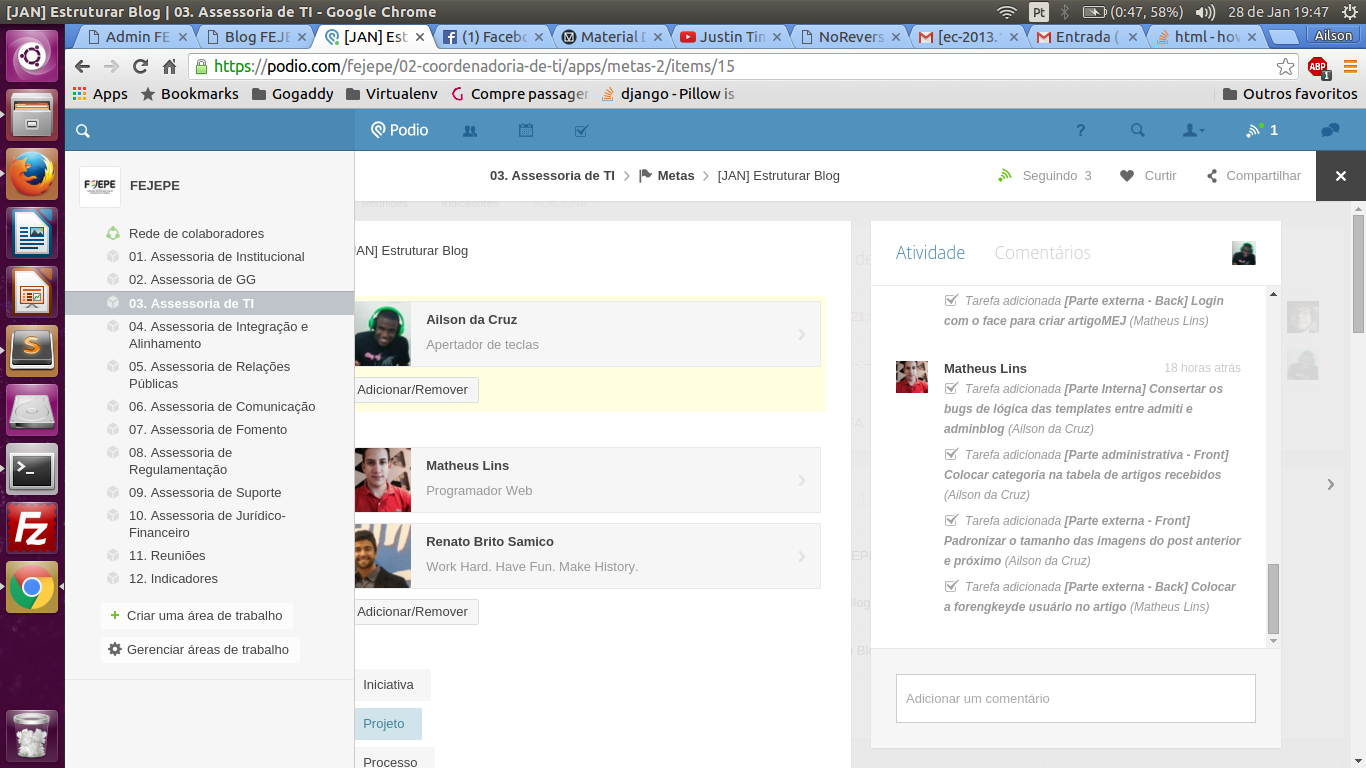 [JAN] Estruturar Blog | 03. Assessoria de TI - Google Chrome
Pt
(0:47, 58%)
28 de Jan 19:47
Admin FE
Blog FEJE
[JAN] Est
(1) Facebo
Material D
Justin Tin
NoRevers
[ec-2013.1
Entrada (
html - how
Ailson
https://podio.com/fejepe/02-coordenadoria-de-ti/apps/metas-2/items/15
ABP
1
Apps
Bookmarks
Gogaddy
Virtualenv
Compre passager
django - Pillow is
Outros favoritos
Podio
?
1
FEJEPE
FEJEPE
03. Assessoria de TI
Metas
[JAN] Estruturar Blog
Seguindo 3
Curtir
Compartilhar
Rede de colaboradores
01. Assessoria de Institucional
02. Assessoria de GG
03. Assessoria de TI
04. Assessoria de Integração e
Alinhamento
05. Assessoria de Relações
Públicas
06. Assessoria de Comunicação
07. Assessoria de Fomento
08. Assessoria de
Regulamentação
09. Assessoria de Suporte
10. Assessoria de Jurídico-
Financeiro
11. Reuniões
12. Indicadores
+ Criar uma área de trabalho
Gerenciar áreas de trabalho
Reuniões
Indicadores
JAN] Estruturar Blog
Ailson da Cruz
Apertador de teclas
Adicionar/Remover
Matheus Lins
Programador Web
Renato Brito Samico
Work Hard. Have Fun. Make History.
Adicionar/Remover
Iniciativa
Projeto
Processo
Atividade
Comentários
Tarefa adicionada [Parte externa - Back] Login
com o face para criar artigoMEJ (Matheus Lins)
Matheus Lins
18 horas atrás
Tarefa adicionada [Parte Interna] Consertar os
bugs de lógica das templates entre admiti e
adminblog (Ailson da Cruz)
Tarefa adicionada [Parte administrativa - Front]
Colocar categoria na tabela de artigos recebidos
(Ailson da Cruz)
Tarefa adicionada [Parte externa - Front]
Padronizar o tamanho das imagens do post anterior
e próximo (Ailson da Cruz)
Tarefa adicionada [Parte externa - Back] Colocar
a forengkeyde usuário no artigo (Matheus Lins)
Adicionar um comentário